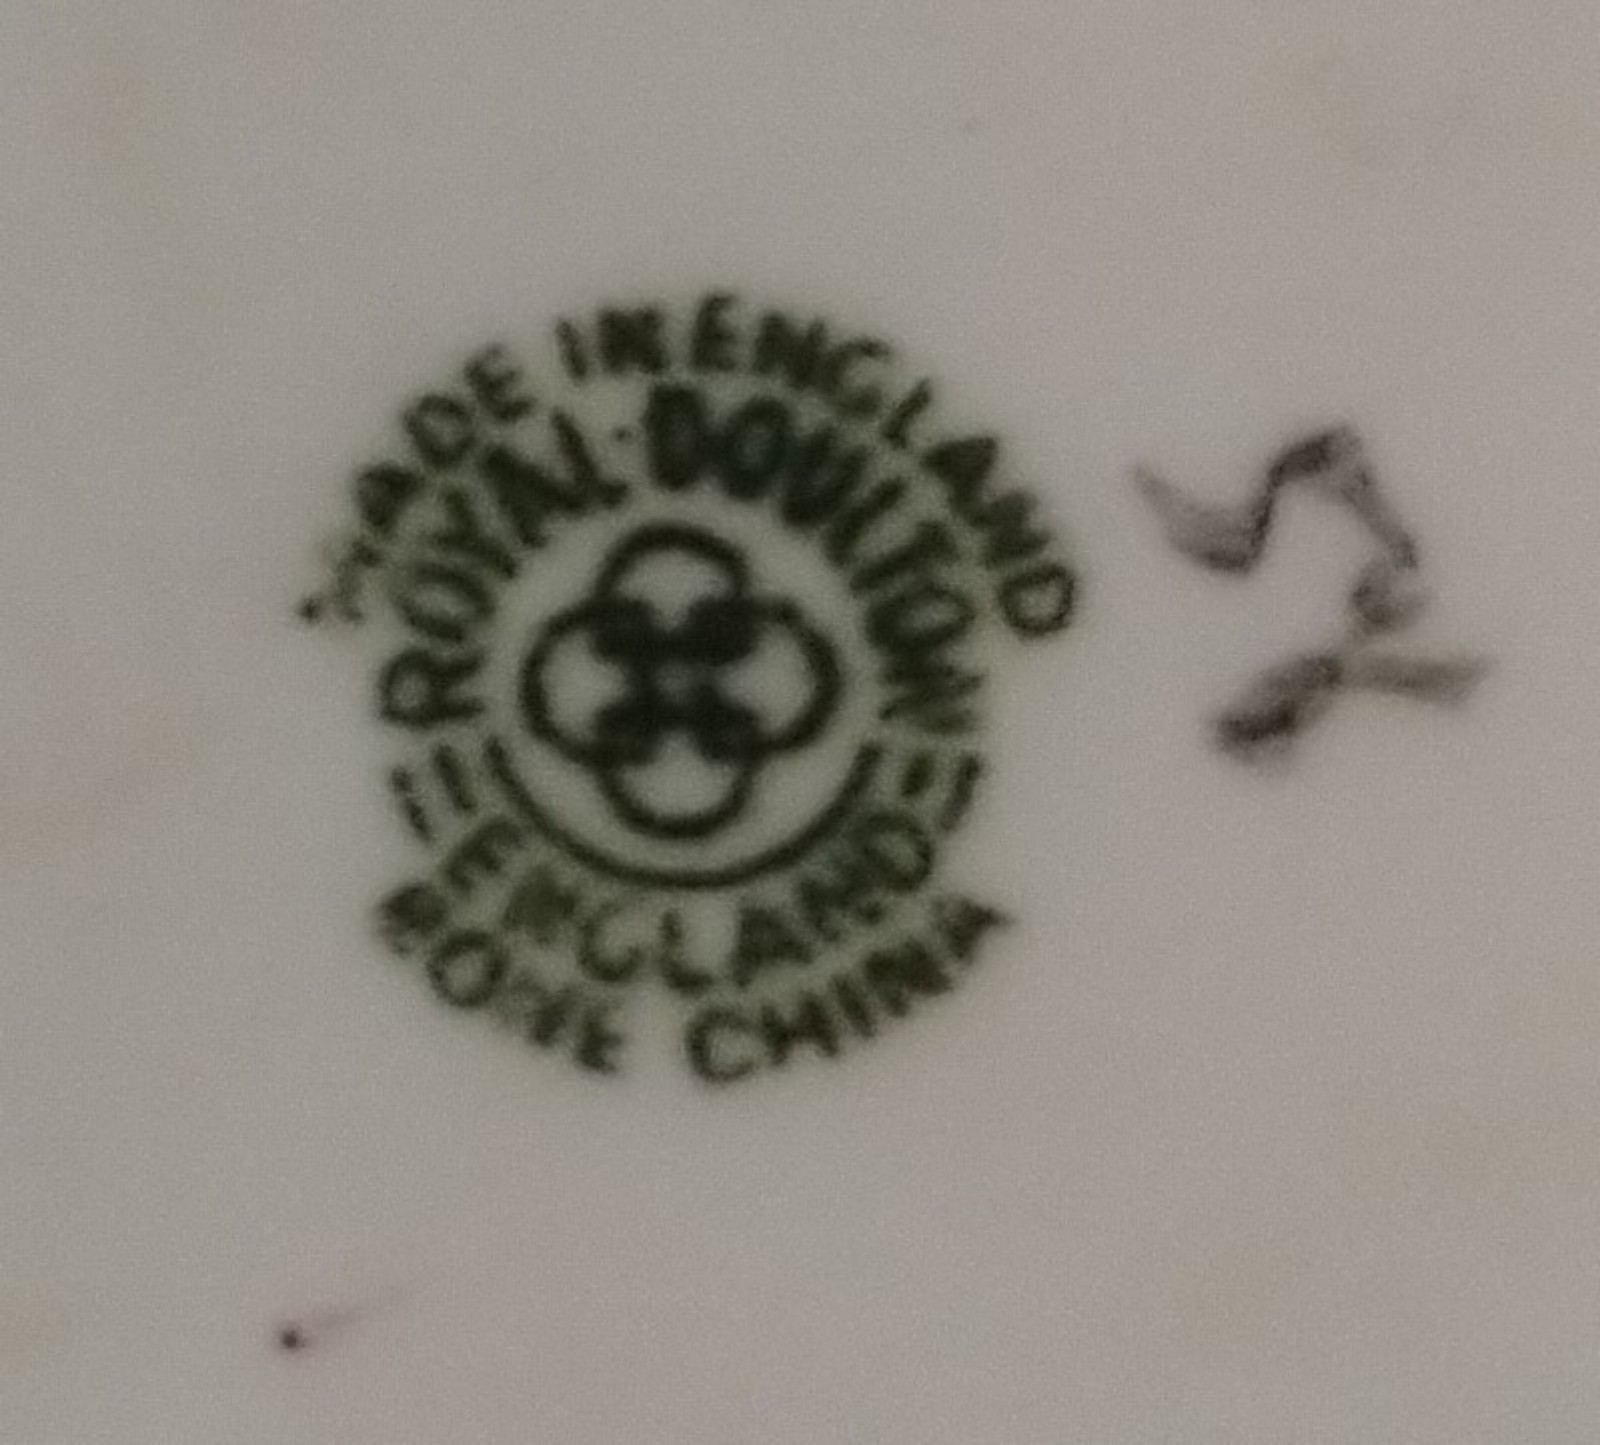 MADE IN ENGLAND
ROYAL·DOULTON
ENGLAND
BONE CHINA